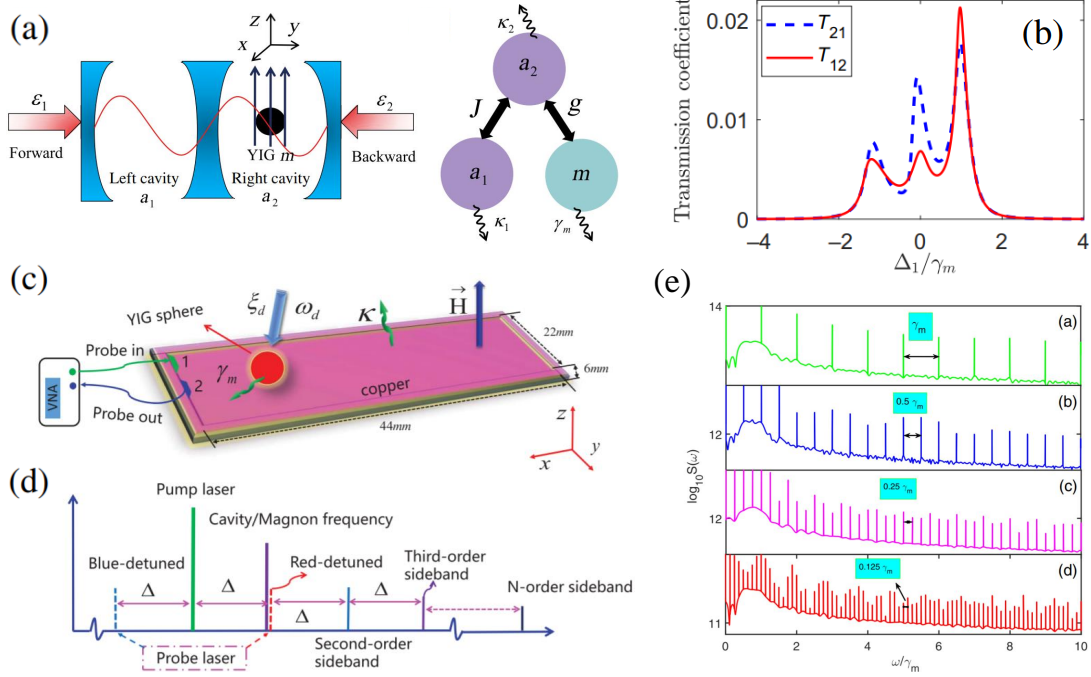 (a)
z
y
x
ε1
ε2
Forward
YIG m
Backward
Left cavity
a1
Right cavity
a2
κ2
a2
J
g
a1
m
κ1
γm
(b)
Transmission coefficient
0.02
0.01
0
T21
T12
−4 −2 0 2 4
Δ1/γm
(c)
ξd
ωd
κ
H
YIG sphere
Probe in
1
22mm
VNA
γm
2
6mm
copper
Probe out
44mm
z
y
x
(d)
Pump laser
Cavity/Magnon frequency
Blue-detuned
Red-detuned
Third-order
sideband
N-order sideband
Δ
Δ
Δ
Δ
Second-order
sideband
Probe laser
(e)
14
(a)
γm
(b)
0.5 γm
12
log10S(ω)
(c)
0.25 γm
12
(d)
0.125 γm
11
0 2 4 6 8 10
ω/γm